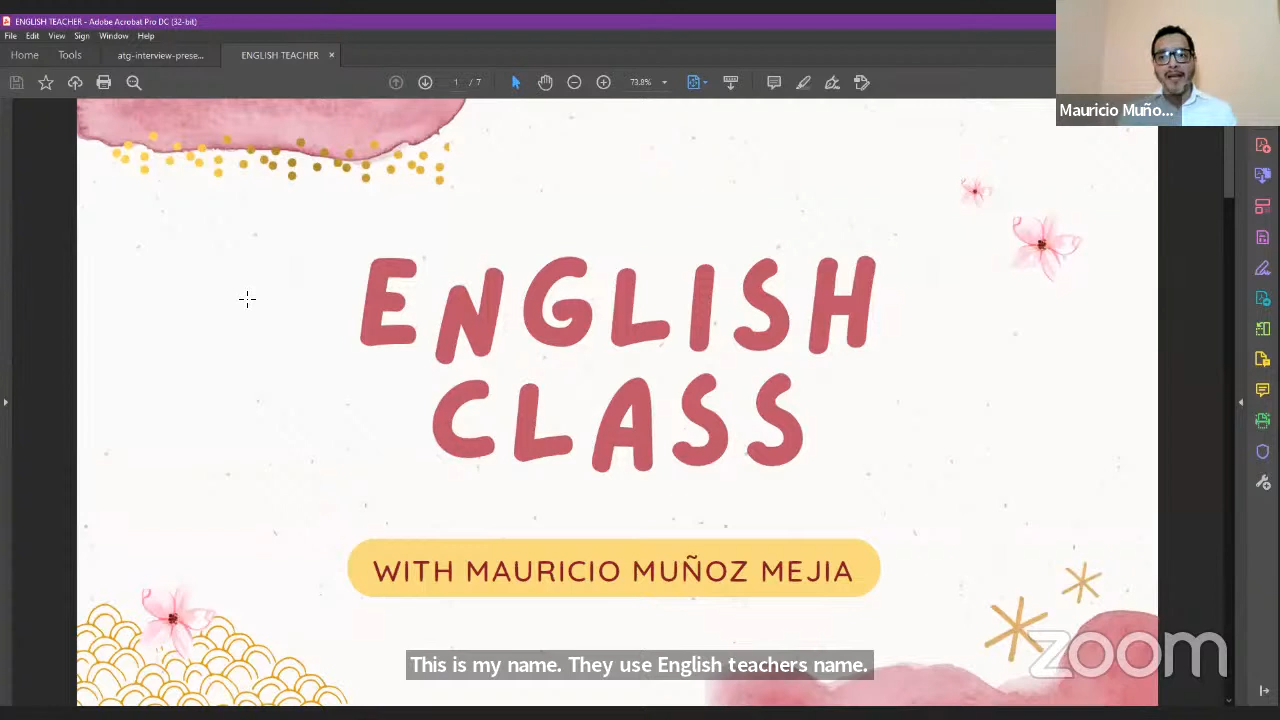 ENGLISH TEACHER - Adobe Acrobat Pro DC (32-bit)
File Edit View Sign Window Help
Home Tools atg-interview-prese... ENGLISH TEACHER ×
1 / 7 73.8%
Mauricio Muño...
ENGLISH
CLASS
WITH MAURICIO MUÑOZ MEJIA
zoom
This is my name. They use English teachers name.